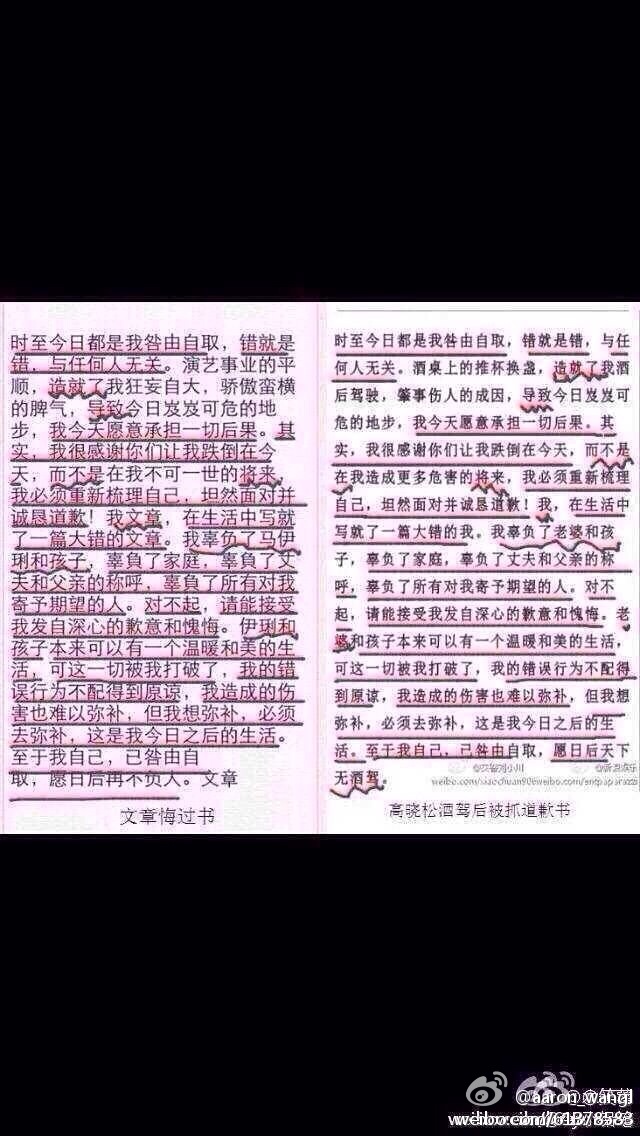 时至今日都是我咎由自取，错就是
错，与任何人无关。演艺事业的平
顺，造就了我狂妄自大，骄傲蛮横
的脾气，导致今日岌岌可危的地
步，我今天愿意承担一切后果。其
实，我很感谢你们让我跌倒在今
天，而不是在我不可一世的将来，
我必须重新梳理自己，坦然面对并
诚恳道歉！我文章，在生活中写就
了一篇大错的文章。我辜负了马伊
琍和孩子，辜負了家庭，辜負了丈
夫和父亲的称呼，辜負了所有对我
寄予期望的人。对不起，请能接受
我发自深心的歉意和愧悔。伊琍和
孩子本来可以有一个温暖和美的生
活，可这一切被我打破了，我的错
误行为不配得到原谅，我造成的伤
害也难以弥补，但我想弥补，必须
去弥补，这是我今日之后的生活。
至于我自己，已咎由自
取，愿日后再不负人。文章
文章悔过书
时至今日都是我咎由自取，错就是错，与任
何人无关。酒桌上的推杯换盏，造就了我酒
后驾驶，肇事伤人的成因，导致今日岌岌可
危的地步，我今天愿意承担一切后果。其
实，我很感谢你们让我跌倒在今天，而不是
在我造成更多危害的将来，我必须重新梳理
自己，坦然面对并诚恳道歉！我，在生活中
写就了一篇大错的我。我辜负了老婆和孩
子，辜负了家庭，辜负了丈夫和父亲的称
呼，辜负了所有对我寄予期望的人。对不
起，请能接受我发自深心的歉意和愧悔。老
婆和孩子本来可以有一个温暖和美的生活，
可这一切被我打破了，我的错误行为不配得
到原谅，我造成的伤害也难以弥补，但我想
弥补，必须去弥补，这是我今日之后的生
活。至于我自己，已咎由自取，愿日后天下
无酒驾。
高晓松酒驾后被抓道歉书
@aaron_wangl